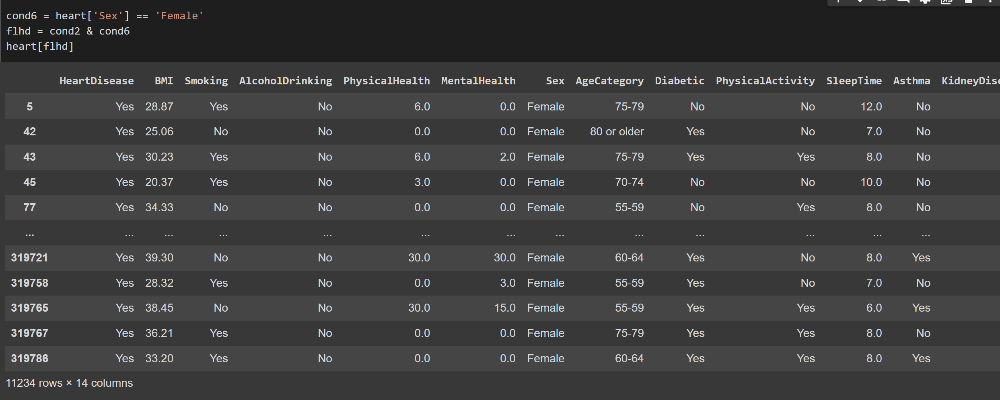 cond6 = heart['Sex'] == 'Female'
flhd = cond2 & cond6
heart[flhd]
HeartDisease BMI Smoking AlcoholDrinking PhysicalHealth MentalHealth Sex AgeCategory Diabetic PhysicalActivity SleepTime Asthma
5 Yes 28.87 Yes No 6.0 0.0 Female 75-79 No No 12.0 No
42 Yes 25.06 No No 0.0 0.0 Female 80 or older Yes No 7.0 No
43 Yes 30.23 Yes No 6.0 2.0 Female 75-79 Yes Yes 8.0 No
45 Yes 20.37 Yes No 3.0 0.0 Female 70-74 No No 10.0 No
77 Yes 34.33 No No 0.0 0.0 Female 55-59 No Yes 8.0 No
... ... ... ... ... ... ... ... ... ... ... ... ...
319721 Yes 39.30 No No 30.0 30.0 Female 60-64 Yes No 8.0 Yes
319758 Yes 28.32 Yes No 0.0 3.0 Female 55-59 Yes No 7.0 No
319765 Yes 38.45 No No 30.0 15.0 Female 55-59 Yes Yes 6.0 Yes
319767 Yes 36.21 Yes No 0.0 0.0 Female 75-79 Yes Yes 8.0 No
319786 Yes 33.20 Yes No 0.0 0.0 Female 60-64 Yes Yes 8.0 Yes
11234 rows × 14 columns